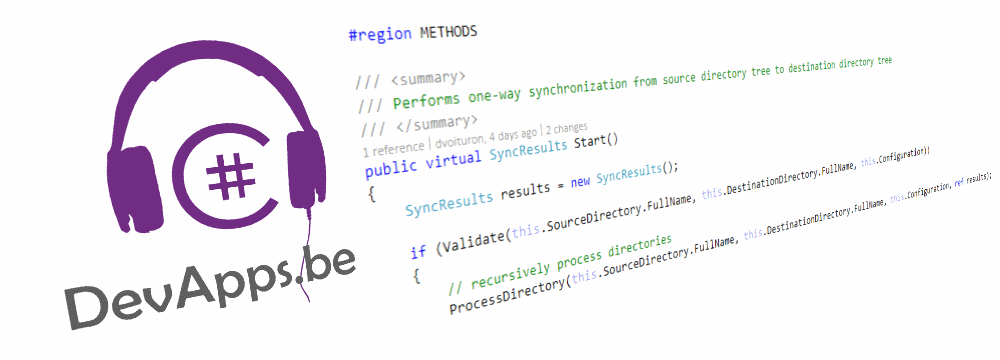 C#
DevApps.be
#region METHODS
/// <summary>
/// Performs one-way synchronization from source directory tree to destination directory tree
/// </summary>
1 reference | dvoituron, 4 days ago | 2 changes
public virtual SyncResults Start()
{
SyncResults results = new SyncResults();
if (Validate(this.SourceDirectory.FullName, this.DestinationDirectory.FullName, this.Configuration))
{
// recursively process directories
ProcessDirectory(this.SourceDirectory.FullName, this.DestinationDirectory.FullName, this.Configuration, ref results);